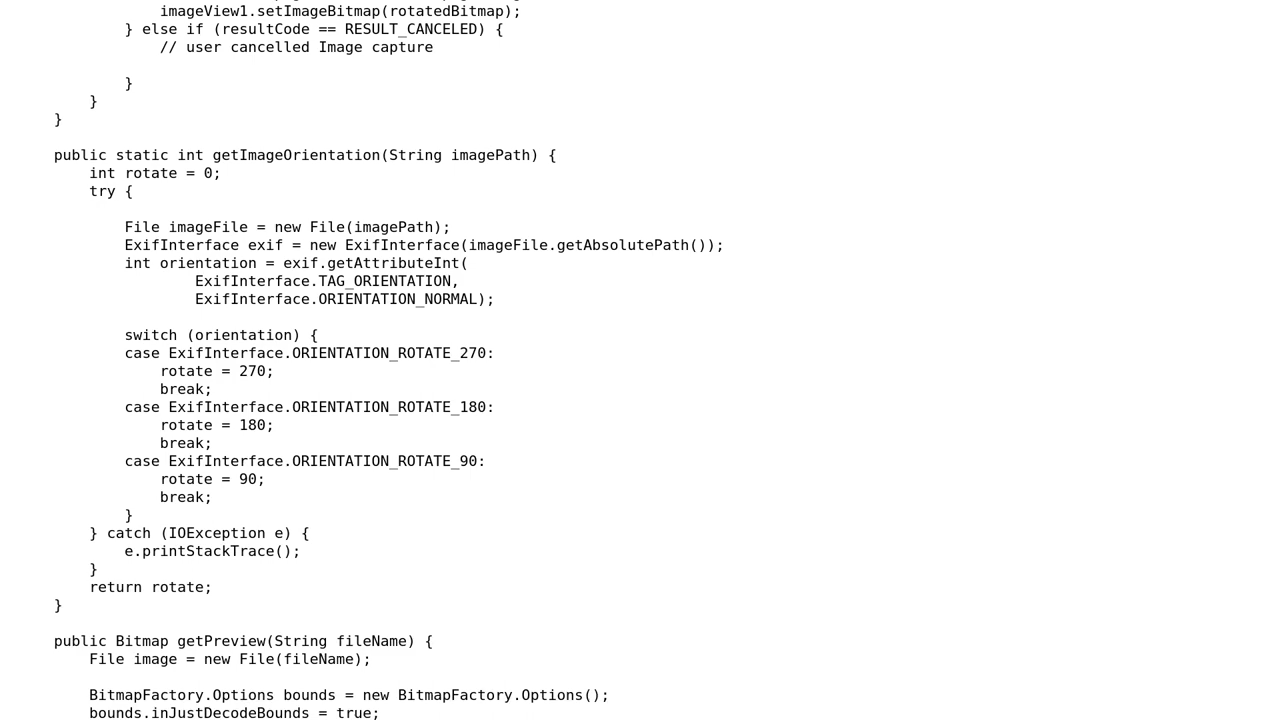 imageView1.setImageBitmap(rotatedBitmap);
} else if (resultCode == RESULT_CANCELED) {
// user cancelled Image capture
}
}
}
public static int getImageOrientation(String imagePath) {
int rotate = 0;
try {
File imageFile = new File(imagePath);
ExifInterface exif = new ExifInterface(imageFile.getAbsolutePath());
int orientation = exif.getAttributeInt(
ExifInterface.TAG_ORIENTATION,
ExifInterface.ORIENTATION_NORMAL);
switch (orientation) {
case ExifInterface.ORIENTATION_ROTATE_270:
rotate = 270;
break;
case ExifInterface.ORIENTATION_ROTATE_180:
rotate = 180;
break;
case ExifInterface.ORIENTATION_ROTATE_90:
rotate = 90;
break;
}
} catch (IOException e) {
e.printStackTrace();
}
return rotate;
}
public Bitmap getPreview(String fileName) {
File image = new File(fileName);
BitmapFactory.Options bounds = new BitmapFactory.Options();
bounds.inJustDecodeBounds = true;